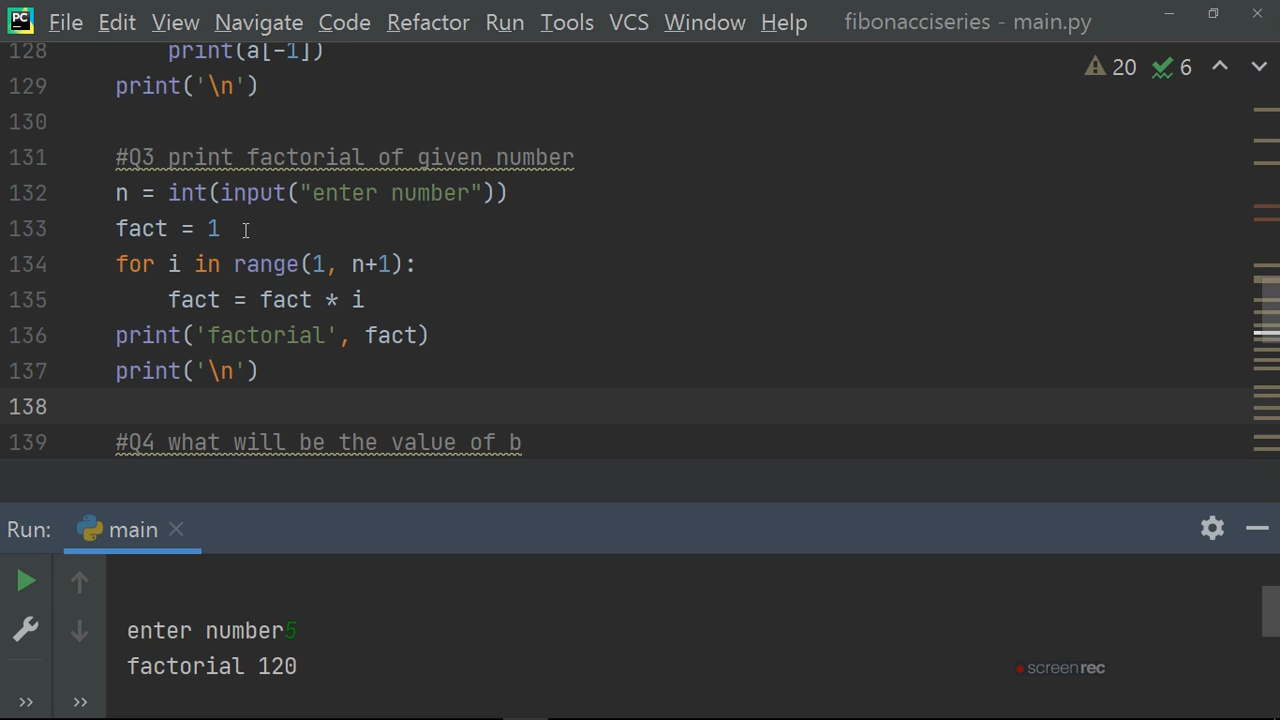 PC File Edit View Navigate Code Refactor Run Tools VCS Window Help fibonacciseries - main.py
128 print(a[-1])
129 print('\n')
20 6
130
131 #Q3 print factorial of given number
132 n = int(input("enter number"))
133 fact = 1
134 for i in range(1, n+1):
135 fact = fact * i
136 print('factorial', fact)
137 print('\n')
138
139 #Q4 what will be the value of b
Run: main
enter number5
factorial 120
screenrec